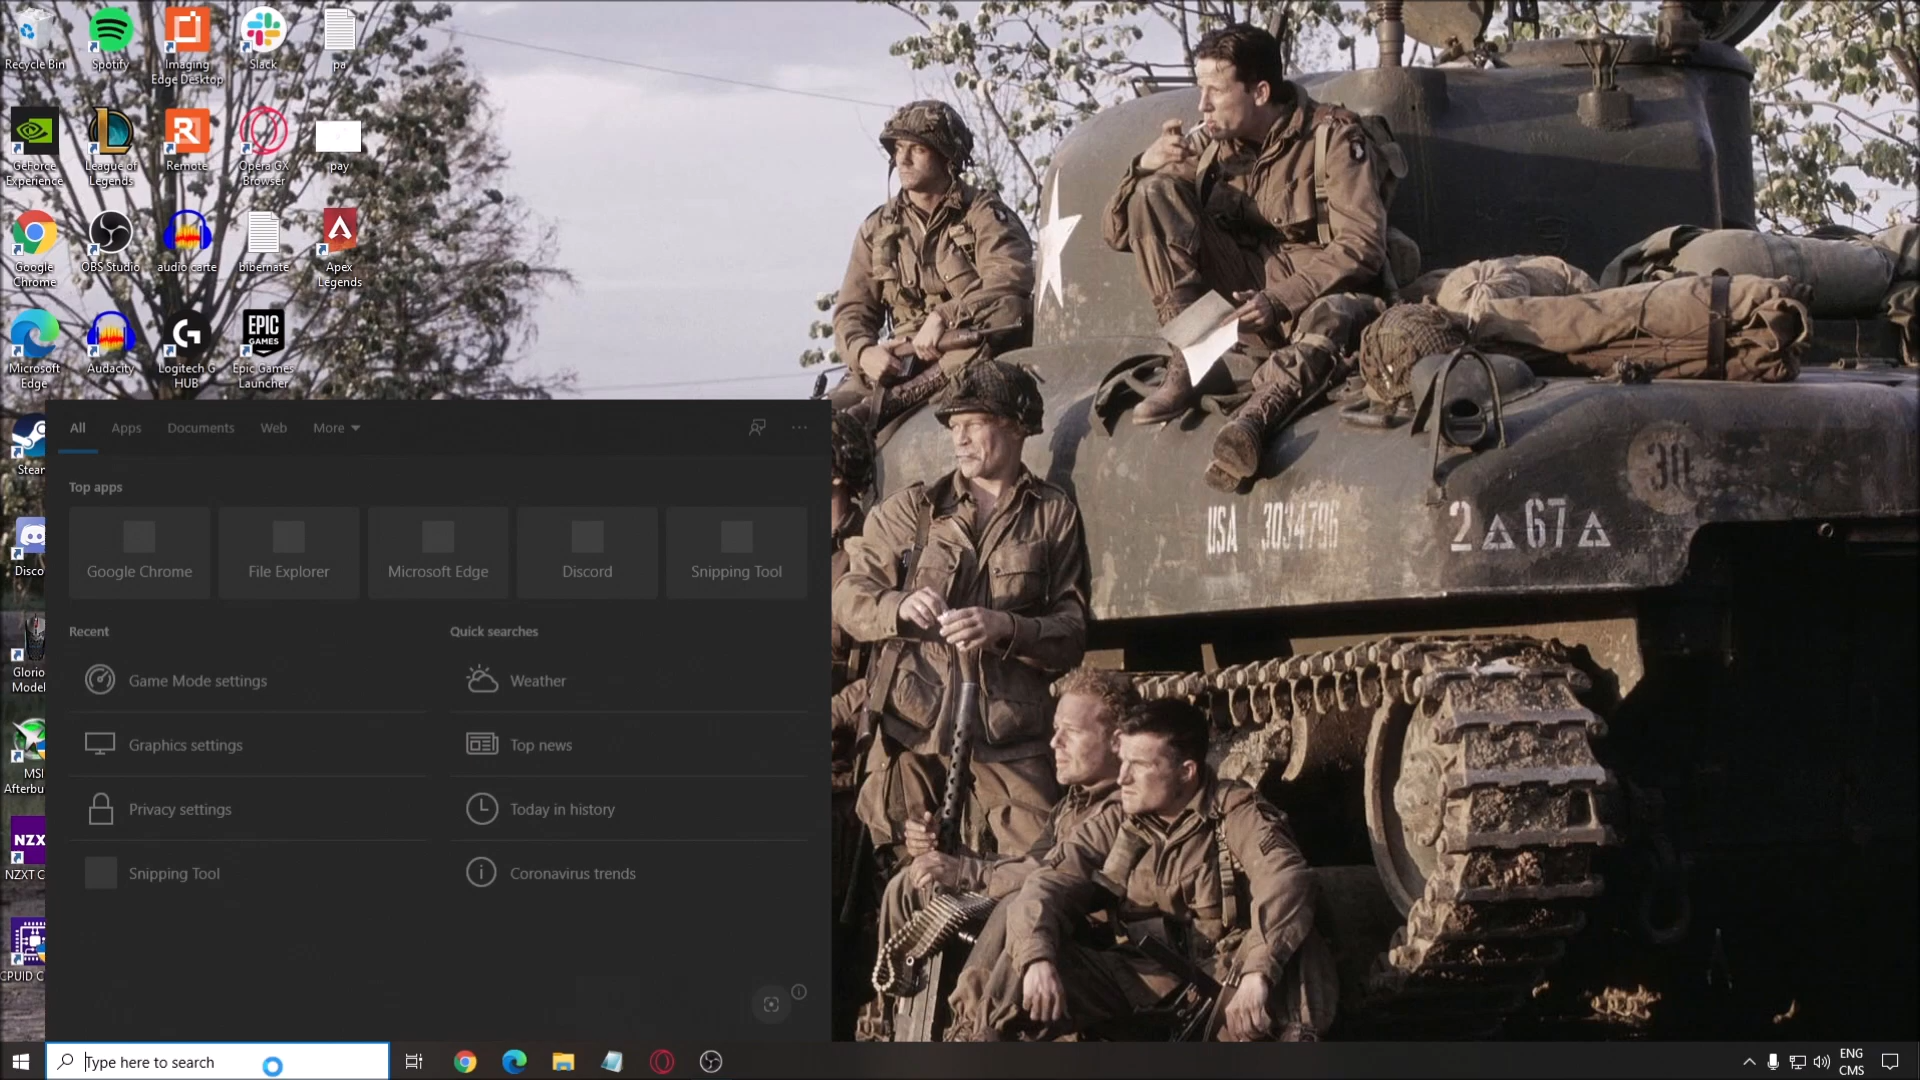 Recycle Bin
Spotify
Imaging
Edge Desktop
Slack
pa
GeForce
Experience
League of
Legends
R
Remote
Opera GX
Browser
pay
Google
Chrome
OBS Studio
audio carte
bibernate
Apex
Legends
Microsoft
Edge
Audacity
Logitech G
HUB
EPIC
GAMES
Epic Games
Launcher
Stea
Disco
Glorio
Model
MSI
Afterbu
NZX
NZXT C
CPUID C
All
Apps
Documents
Web
More
Top apps
Google Chrome
File Explorer
Microsoft Edge
Discord
Snipping Tool
Recent
Quick searches
Game Mode settings
Weather
Graphics settings
Top news
Privacy settings
Today in history
Snipping Tool
Coronavirus trends
USA 3034796
2 67
30
Type here to search
ENG
CMS